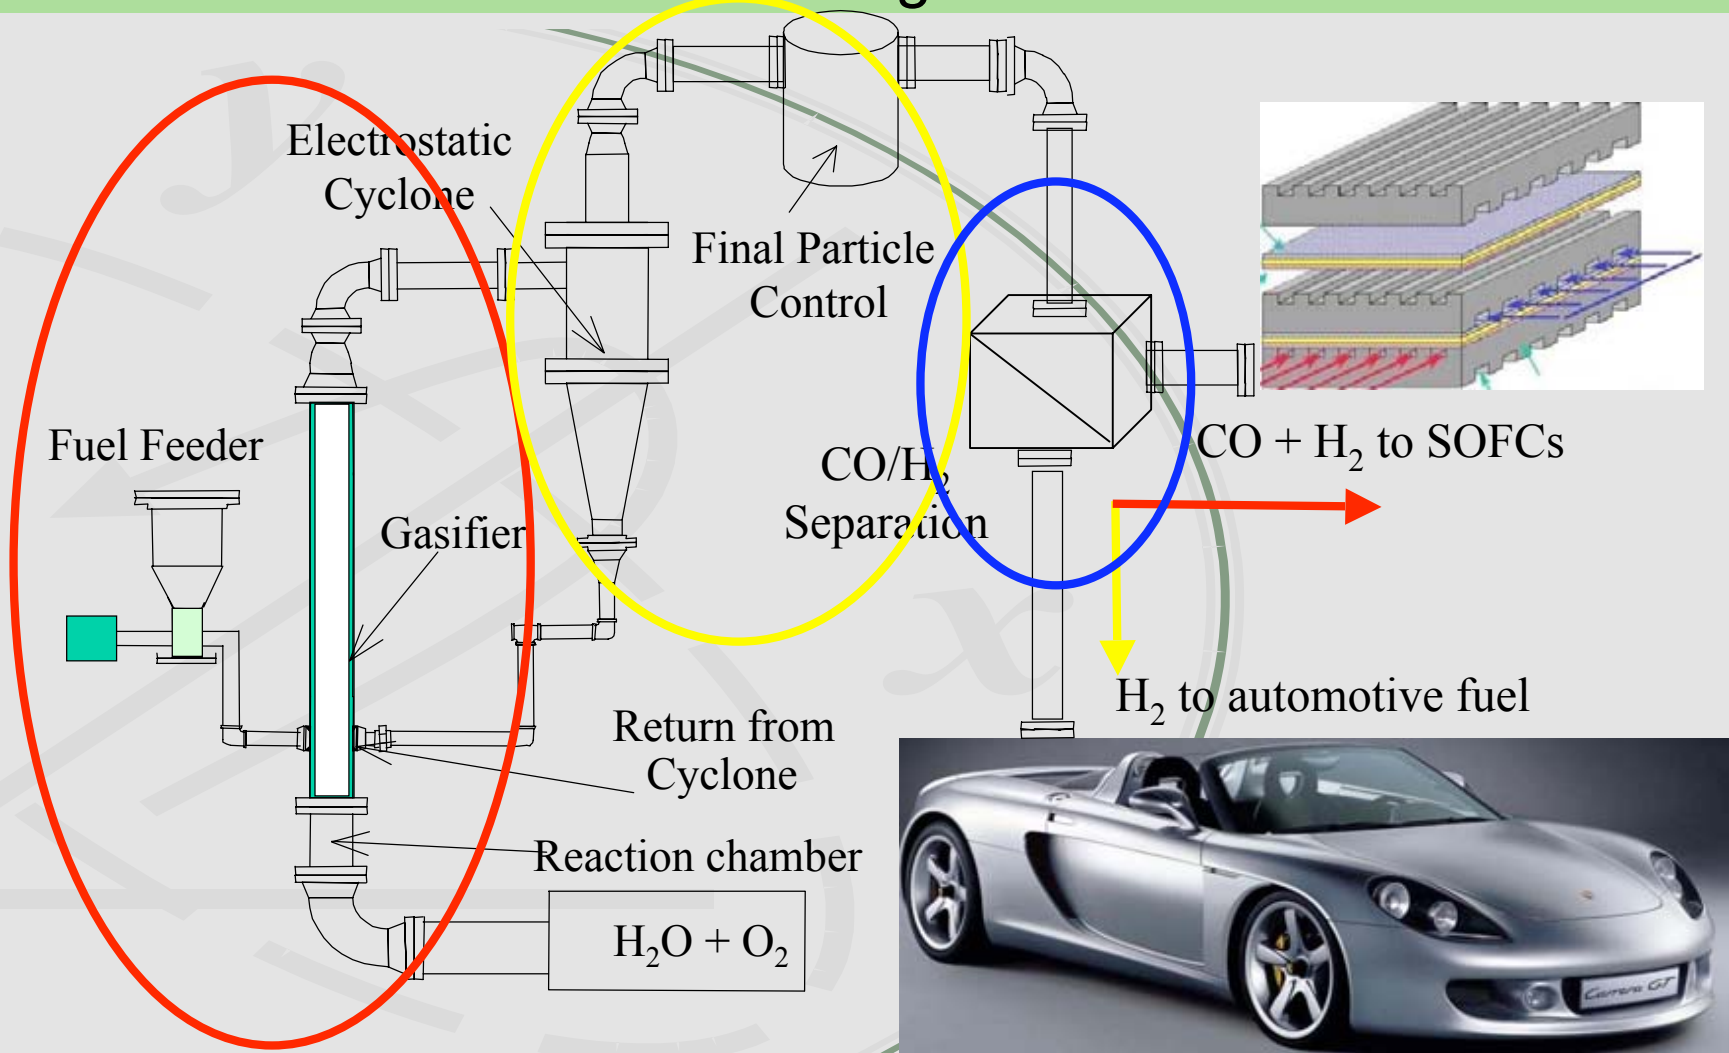 Electrostatic
Cyclone
Final Particle
Control
Fuel Feeder
Gasifier
CO/H₂
Separation
CO + H₂ to SOFCs
H₂ to automotive fuel
Return from
Cyclone
Reaction chamber
H₂O + O₂
Carrera GT
y
x